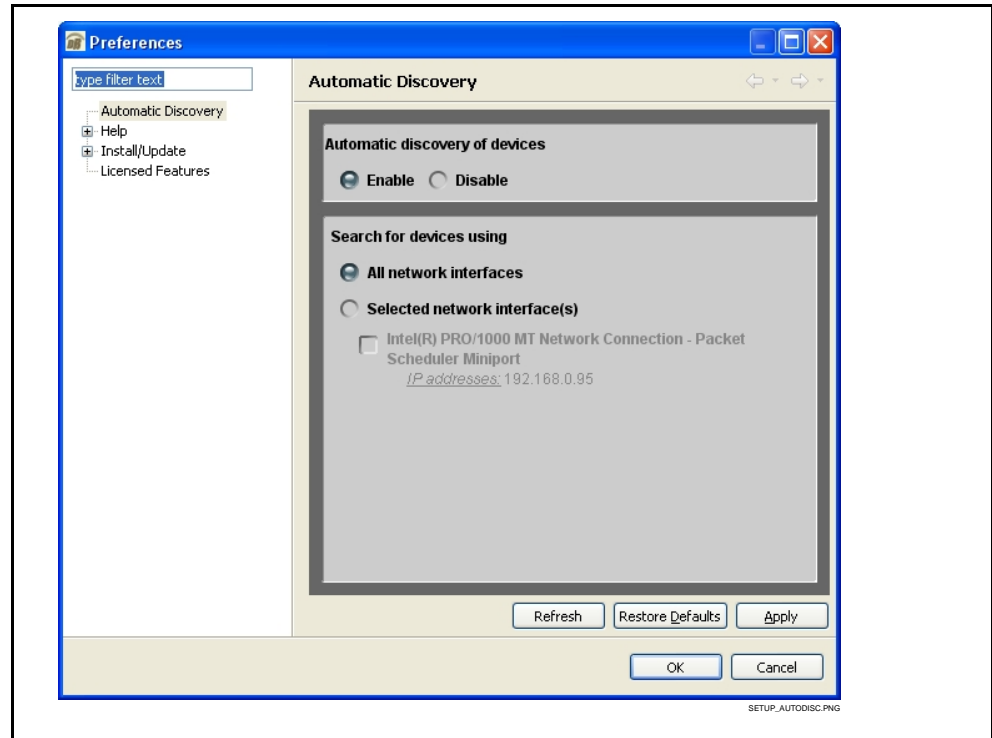 Preferences
type filter text
Automatic Discovery
Help
Install/Update
Licensed Features
Automatic Discovery
Automatic discovery of devices
Enable Disable
Search for devices using
All network interfaces
Selected network interface(s)
Intel(R) PRO/1000 MT Network Connection - Packet
Scheduler Miniport
IP addresses: 192.168.0.95
Refresh Restore Defaults Apply
OK Cancel
SETUP_AUTODISC.PNG